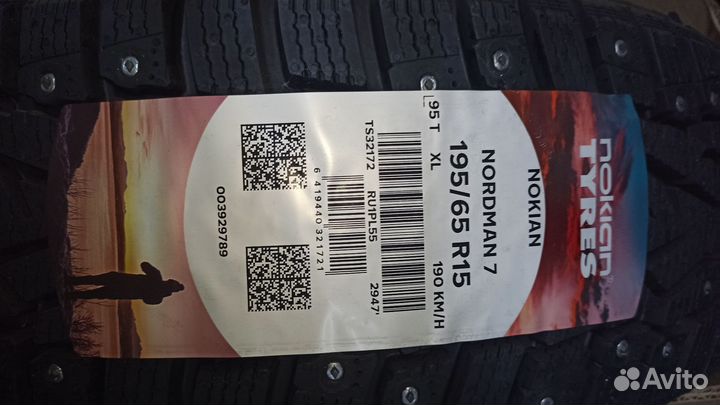 nokian
TYRES
NOKIAN
NORDMAN 7
195/65 R15
95 T XL 190 KM/H
TS32172 RU1PL55 2947
6 419440 321721
003929789
Avito